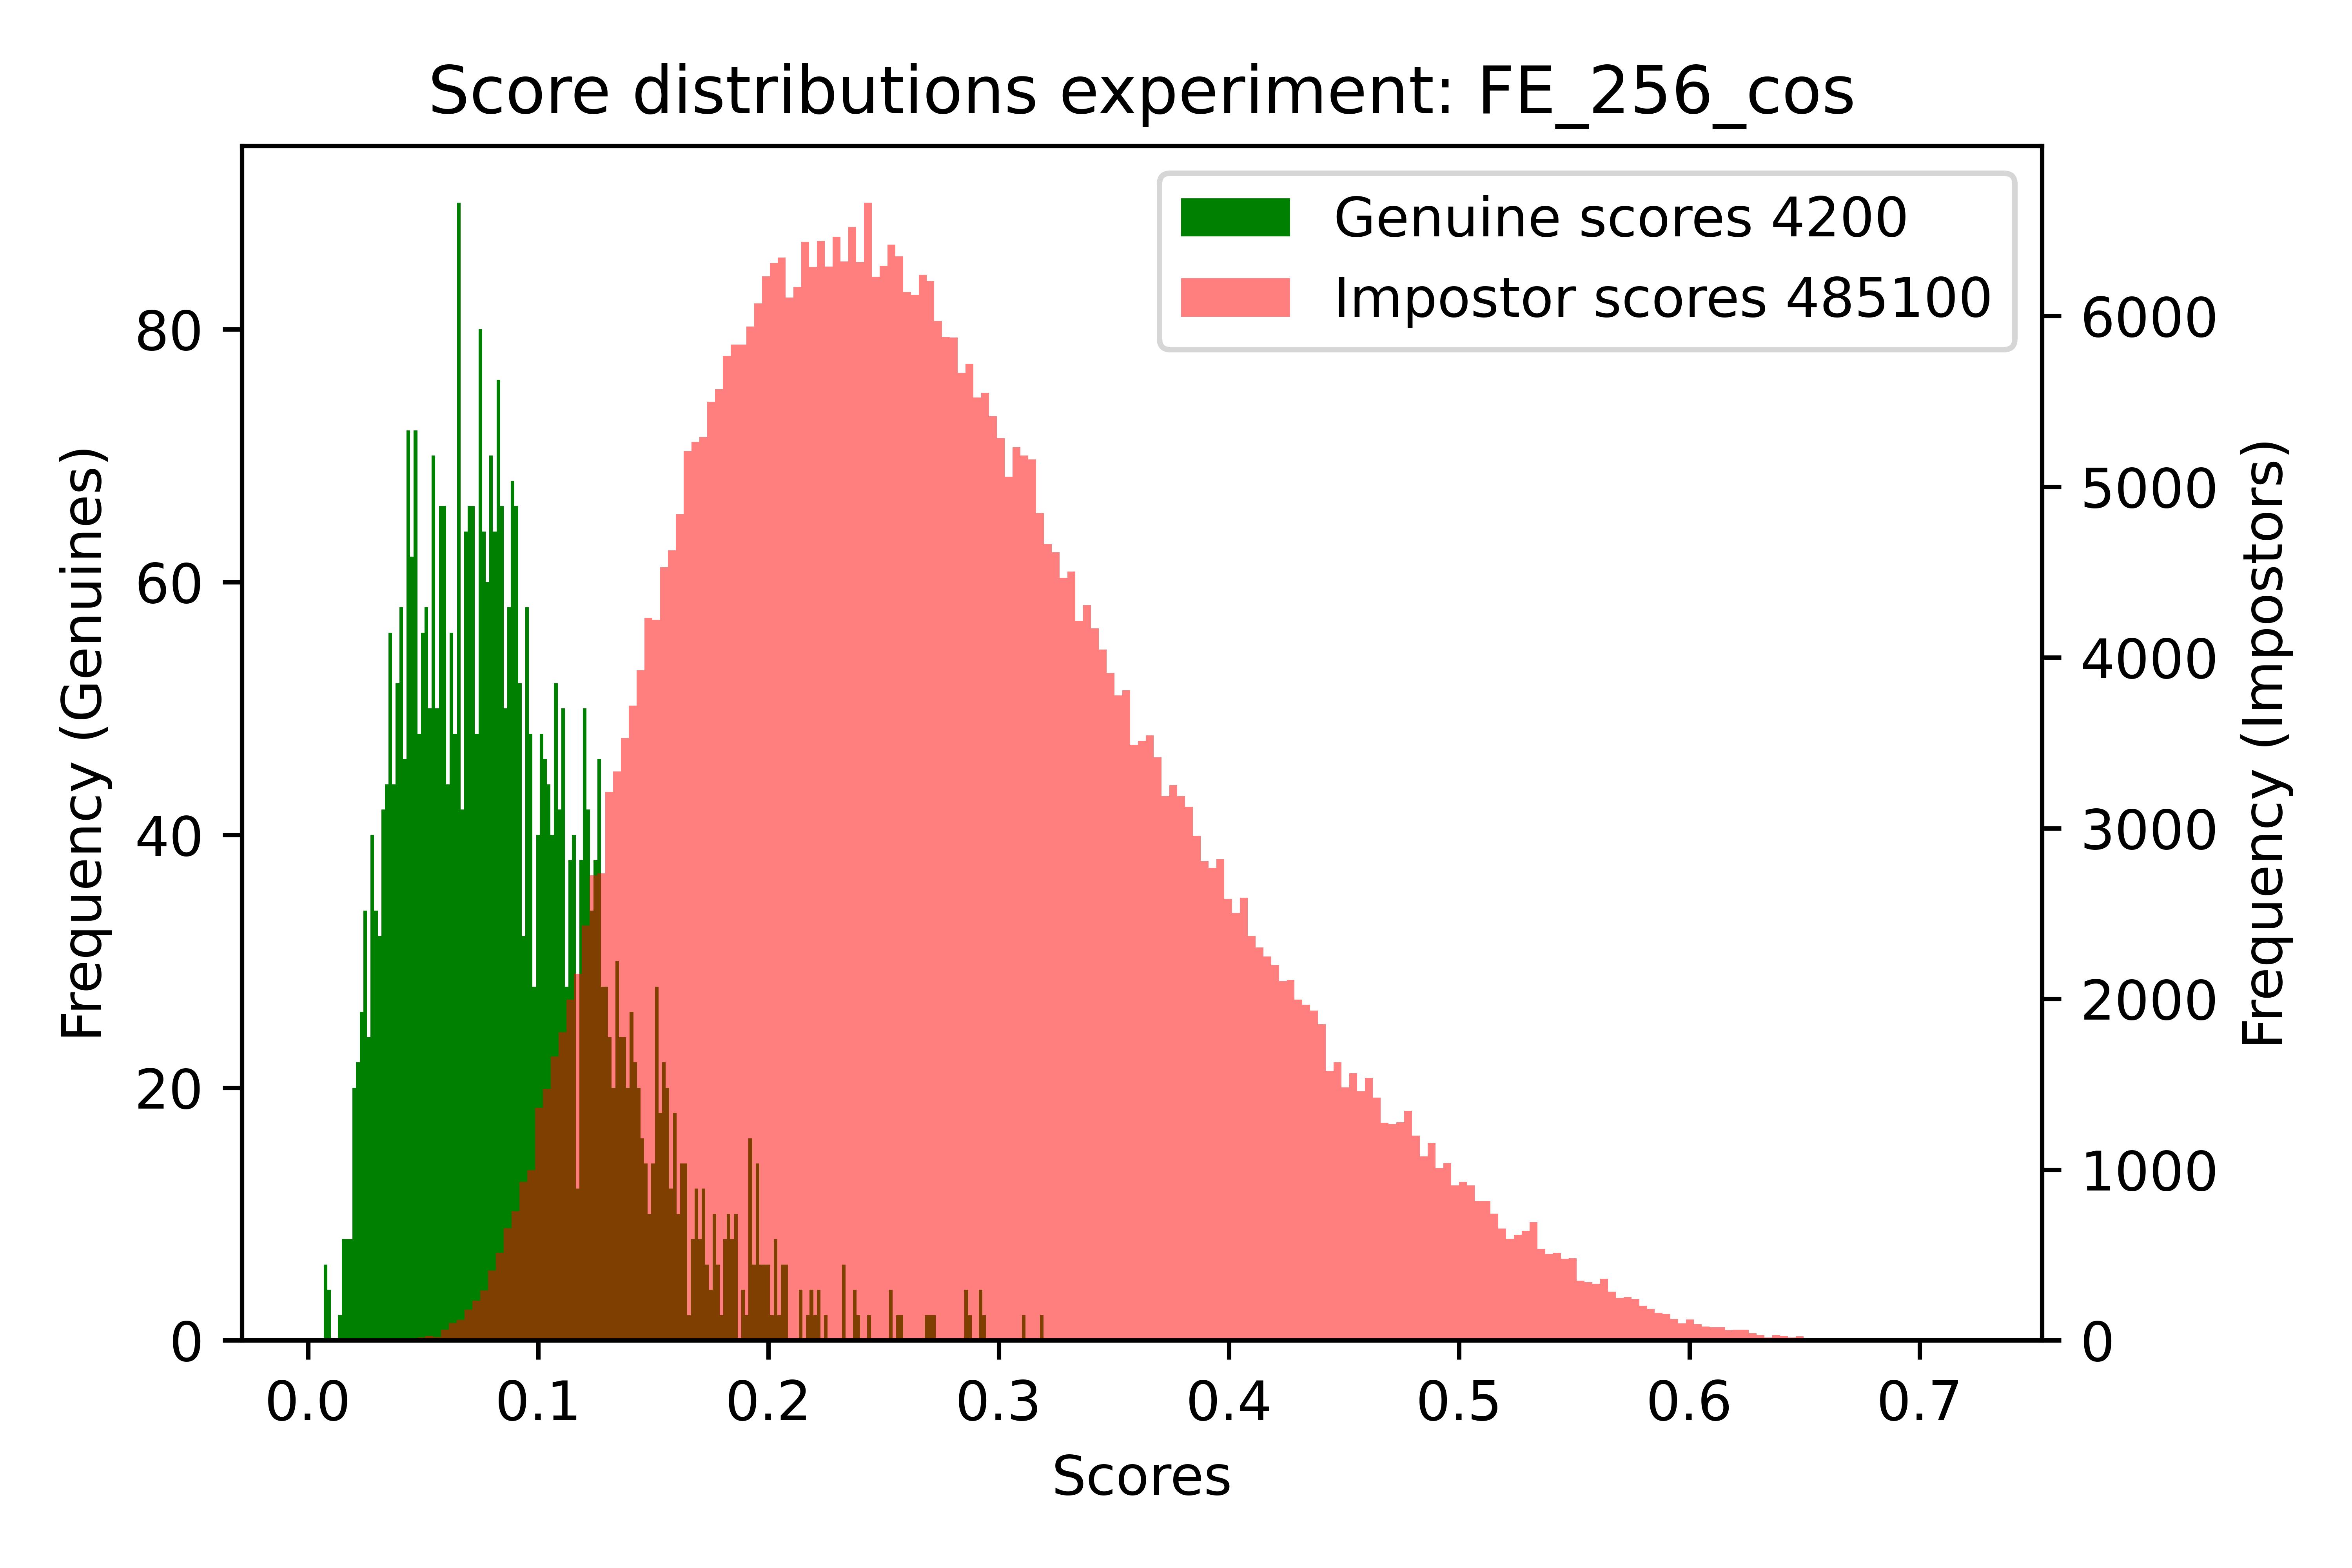 Score distributions experiment: FE_256_cos
Genuine scores 4200
Impostor scores 485100
Frequency (Genuines)
80
60
40
20
0
Frequency (Impostors)
6000
5000
4000
3000
2000
1000
0
0.0 0.1 0.2 0.3 0.4 0.5 0.6 0.7
Scores